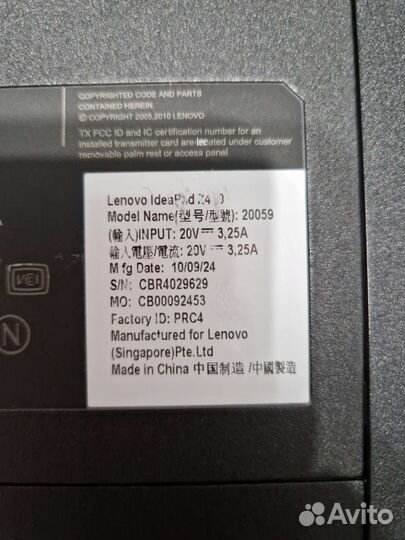 COPYRIGHTED CODE AND PARTS
CONTAINED HEREIN.
© COPYRIGHT 2005,2010 LENOVO
TX FCC ID and IC certification number for an
installed transmitter card are located under customer
removable palm rest or access panel
Lenovo IdeaPad
Model Name(型号/型號): 20059
(輸入)INPUT: 20V⎓ 3,25A
輸入電壓/電流: 20V⎓ 3,25A
Mfg Date: 10/09/24
S/N: CBR4029629
MO: CB00092453
Factory ID: PRC4
Manufactured for Lenovo
(Singapore)Pte.Ltd
Made in China 中国制造 /中國製造
N
Avito